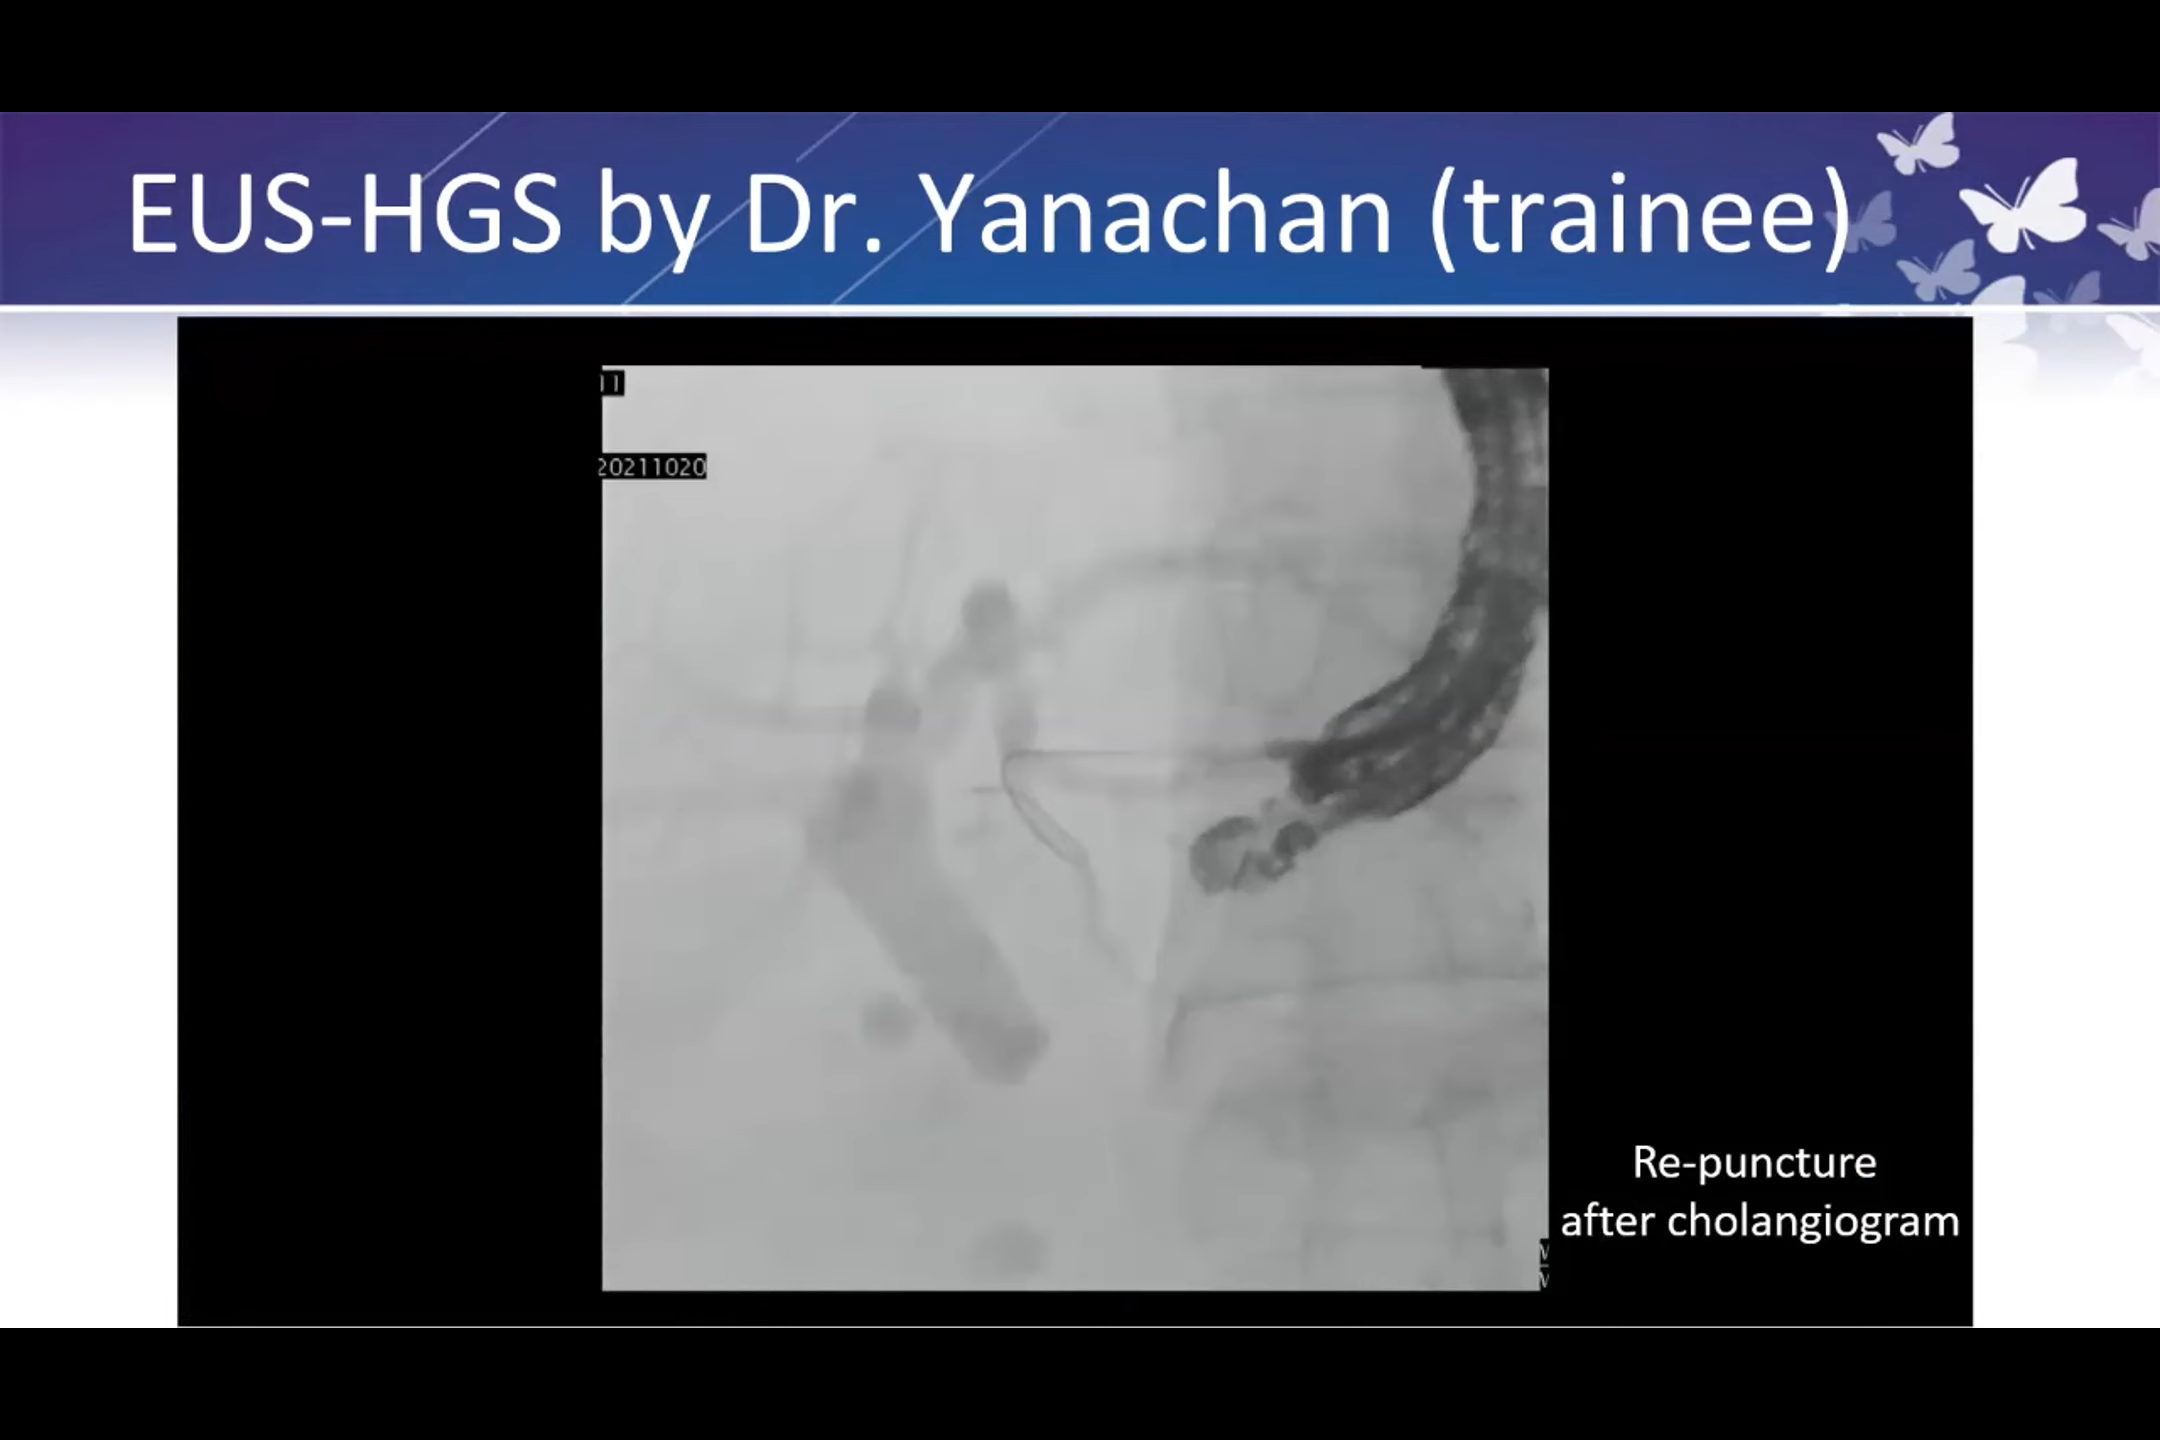 EUS-HGS by Dr. Yanachan (trainee)
20211020
Re-puncture
after cholangiogram